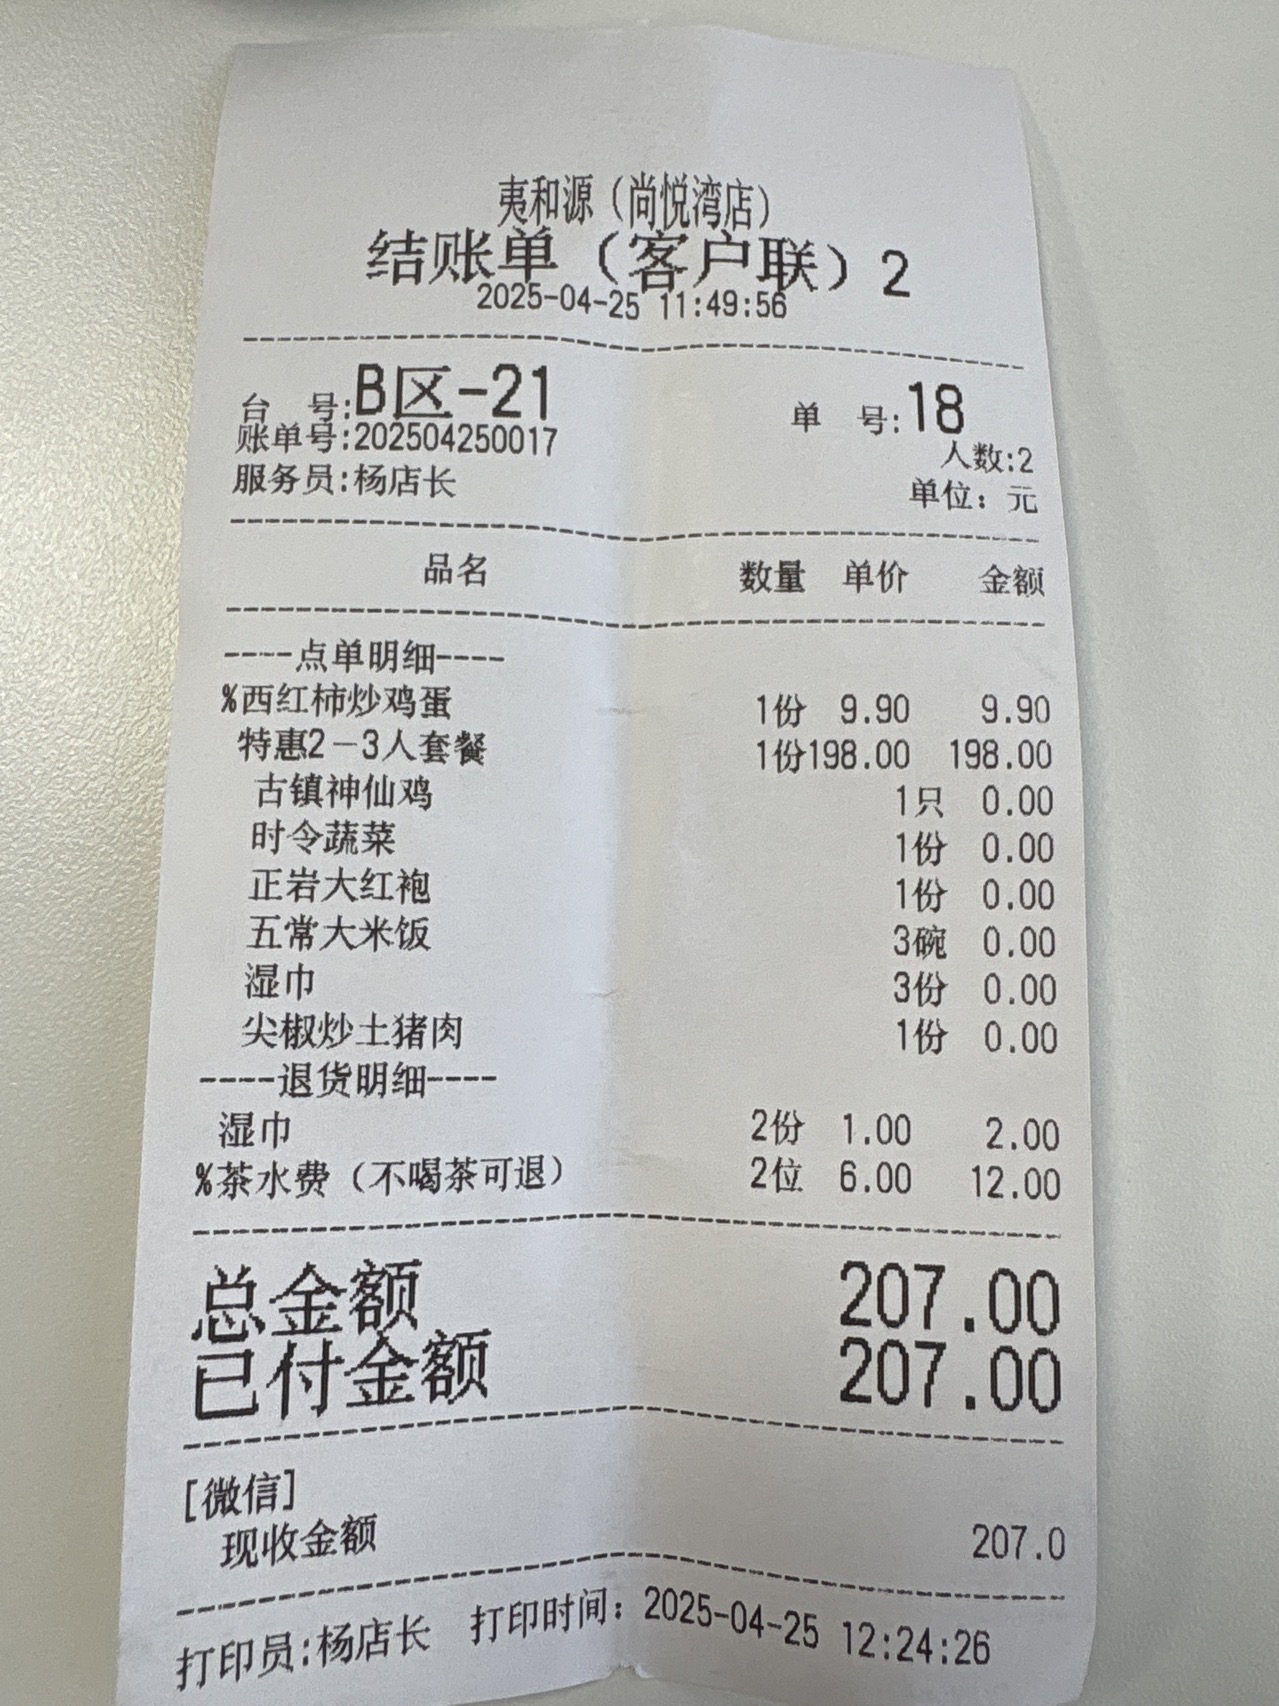 夷和源（尚悦湾店）
结账单（客户联）2
2025-04-25 11:49:56
台 号:B区-21 单 号:18
账单号:202504250017 人数:2
服务员:杨店长 单位：元
品名 数量 单价 金额
----点单明细----
%西红柿炒鸡蛋 1份 9.90 9.90
特惠2－3人套餐 1份198.00 198.00
古镇神仙鸡 1只 0.00
时令蔬菜 1份 0.00
正岩大红袍 1份 0.00
五常大米饭 3碗 0.00
湿巾 3份 0.00
尖椒炒土猪肉 1份 0.00
----退货明细----
湿巾 2份 1.00 2.00
%茶水费（不喝茶可退） 2位 6.00 12.00
总金额 207.00
已付金额 207.00
[微信]
现收金额 207.0
打印员:杨店长 打印时间：2025-04-25 12:24:26